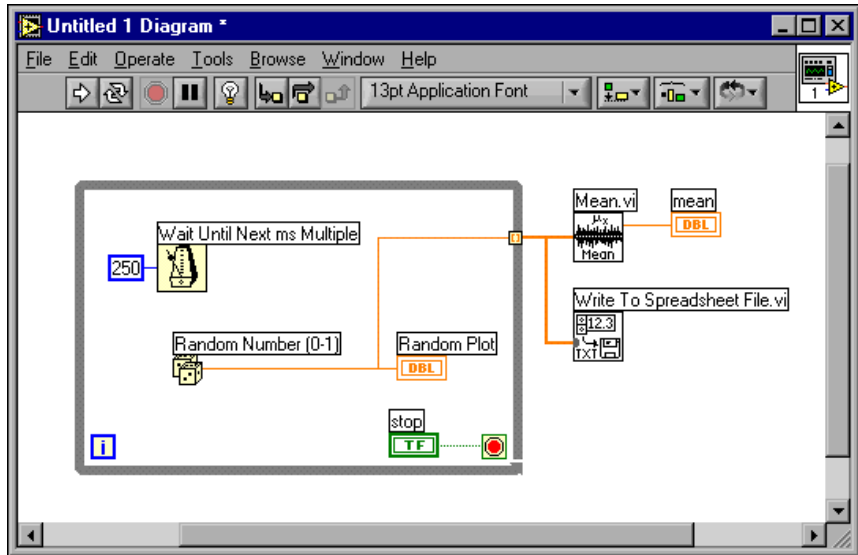 Untitled 1 Diagram *
File Edit Operate Tools Browse Window Help
13pt Application Font
1
Mean.vi
mean
μx
DBL
Mean
Wait Until Next ms Multiple
250
Write To Spreadsheet File.vi
12.3
TXT
Random Number (0-1)
Random Plot
DBL
stop
TF
i